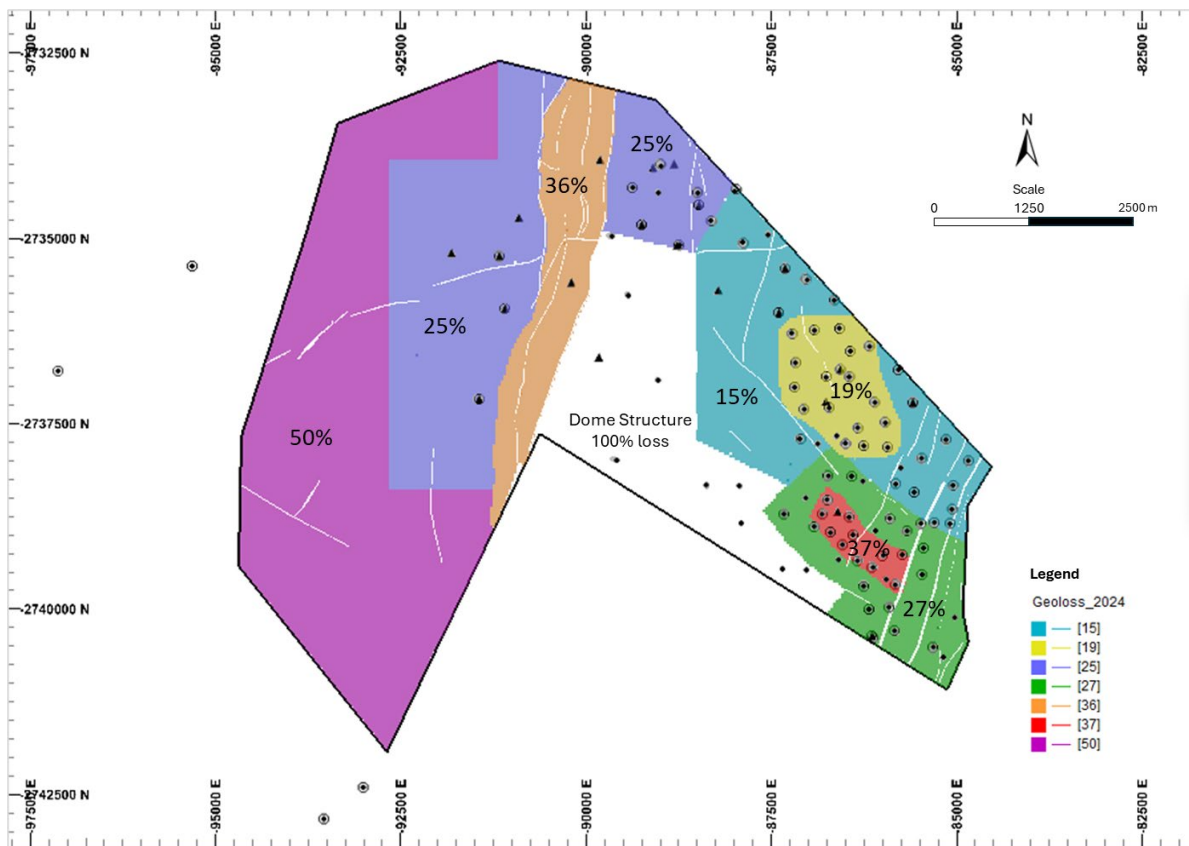 -97500 E
-95000 E
-92500 E
-90000 E
-87500 E
-85000 E
-82500 E
-2732500 N
N
25%
36%
Scale
0 1250 2500 m
-2735000 N
25%
15%
19%
-2737500 N
50%
Dome Structure
100% loss
37%
Legend
Geoloss_2024
27%
-2740000 N
[15]
[19]
[25]
[27]
[36]
[37]
[50]
-2742500 N
-97500 E
-95000 E
-92500 E
-90000 E
-87500 E
-85000 E
-82500 E